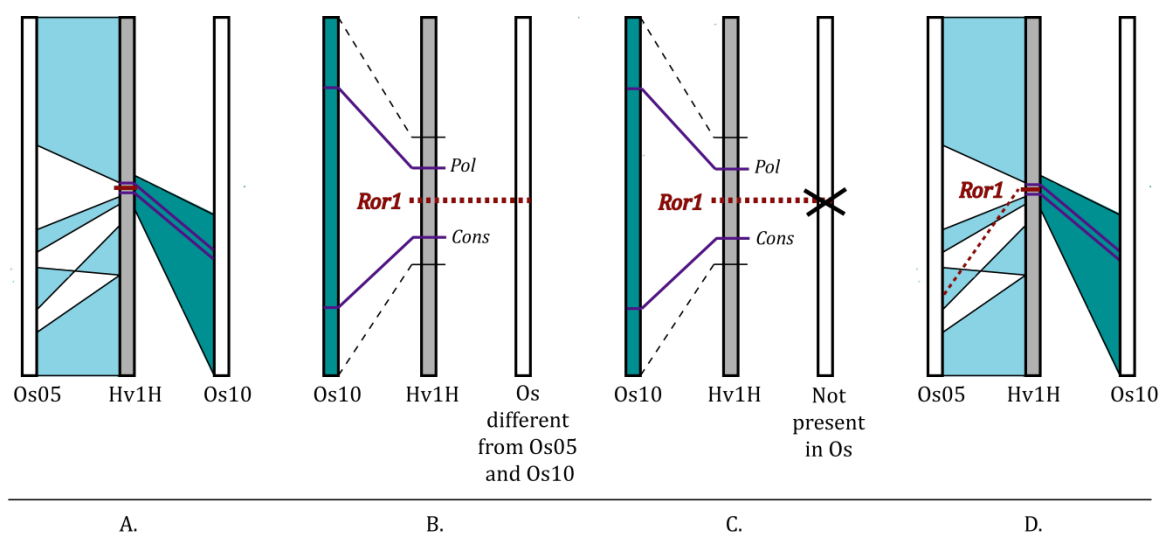 Ror1
Pol
Cons
Ror1
Pol
Cons
Ror1
Os05 Hv1H Os10
Os10 Hv1H Os
different
from Os05
and Os10
Os10 Hv1H Not
present
in Os
Os05 Hv1H Os10
A. B. C. D.